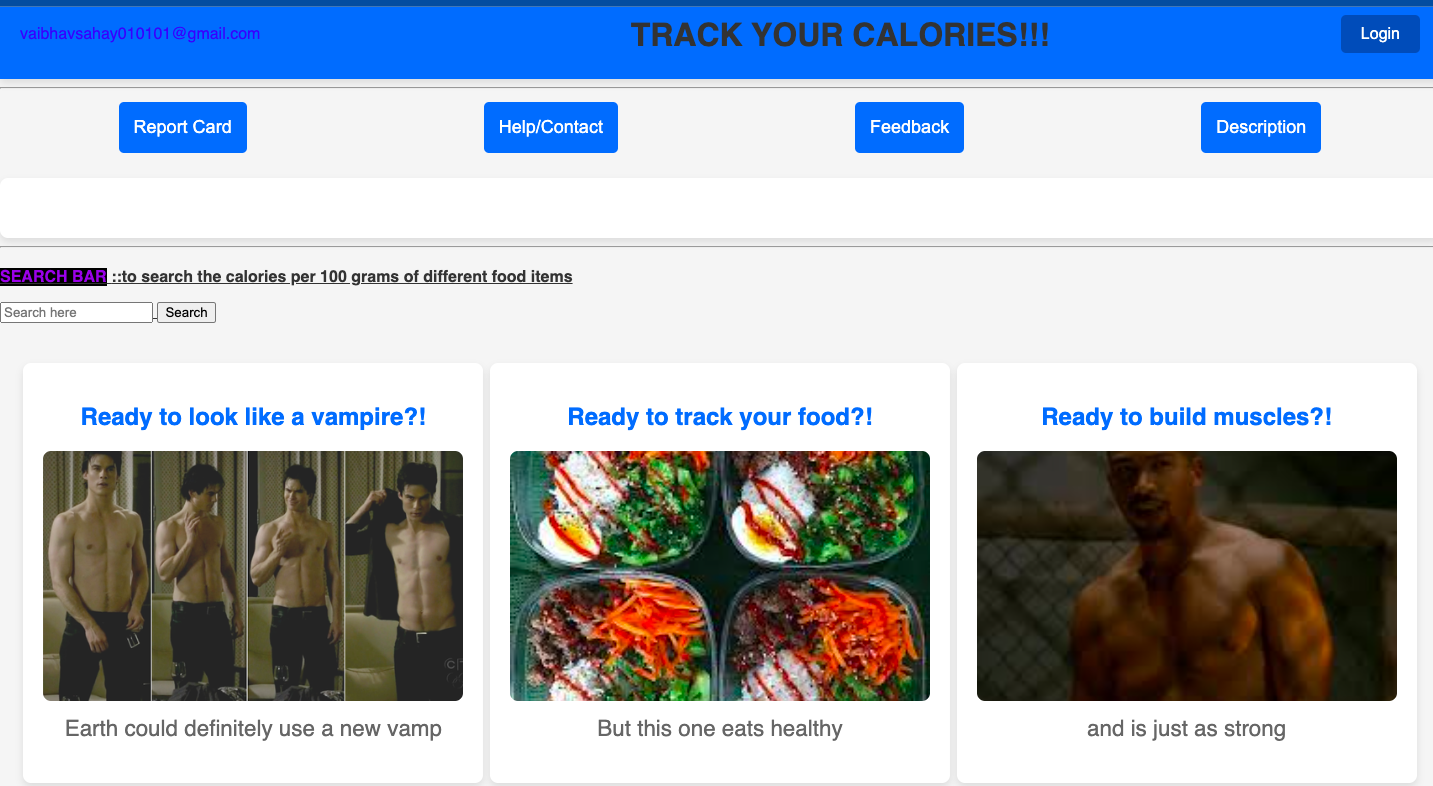 vaibhavsahay010101@gmail.com
TRACK YOUR CALORIES!!!
Login
Report Card
Help/Contact
Feedback
Description
SEARCH BAR ::to search the calories per 100 grams of different food items
Search here
Search
Ready to look like a vampire?!
Earth could definitely use a new vamp
Ready to track your food?!
But this one eats healthy
Ready to build muscles?!
and is just as strong